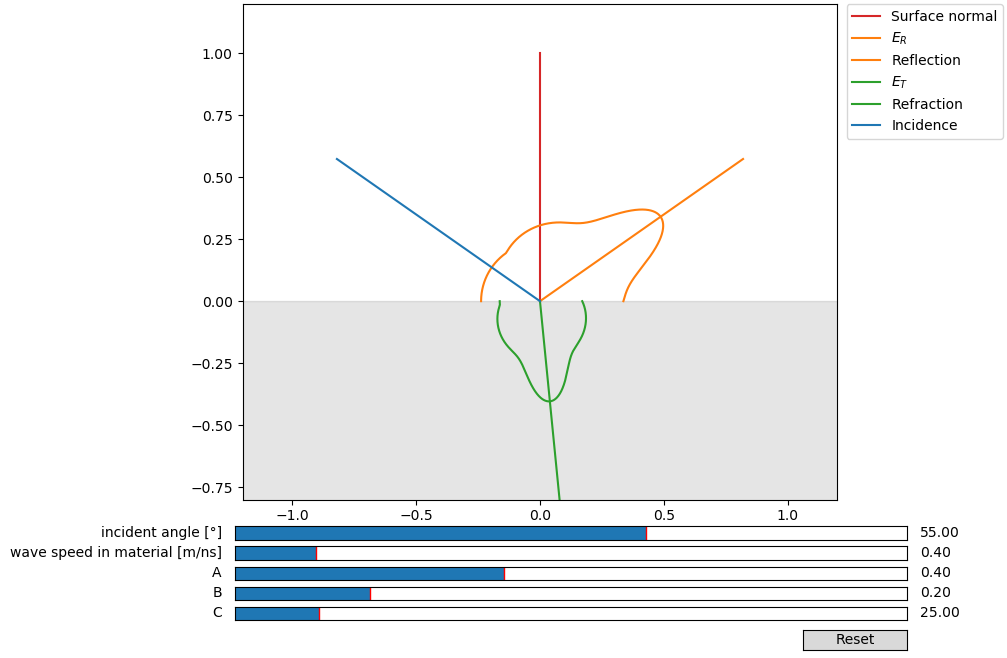 Surface normal
E_R
Reflection
E_T
Refraction
Incidence
1.00
0.75
0.50
0.25
0.00
−0.25
−0.50
−0.75
−1.0 −0.5 0.0 0.5 1.0
incident angle [°] 55.00
wave speed in material [m/ns] 0.40
A 0.40
B 0.20
C 25.00
Reset